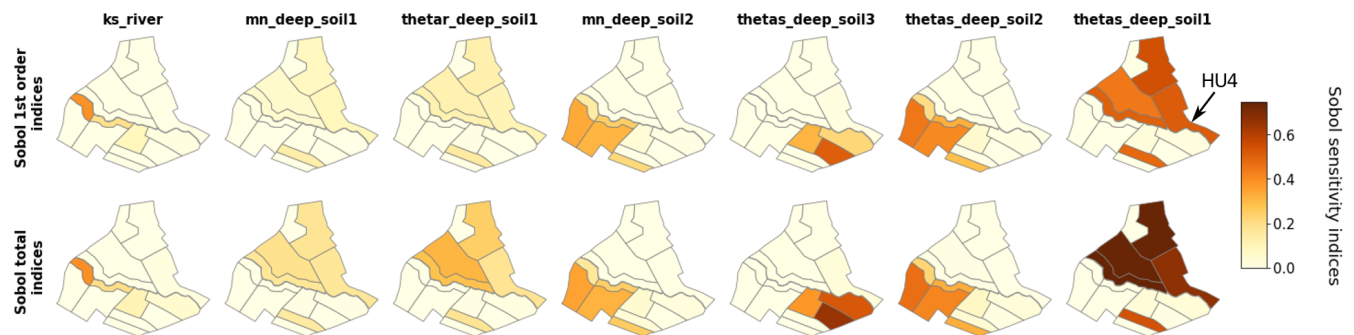 ks_river mn_deep_soil1 thetar_deep_soil1 mn_deep_soil2 thetas_deep_soil3 thetas_deep_soil2 thetas_deep_soil1
Sobol 1st order
indices
HU4
0.6
0.4
0.2
0.0
Sobol sensitivity indices
Sobol total
indices